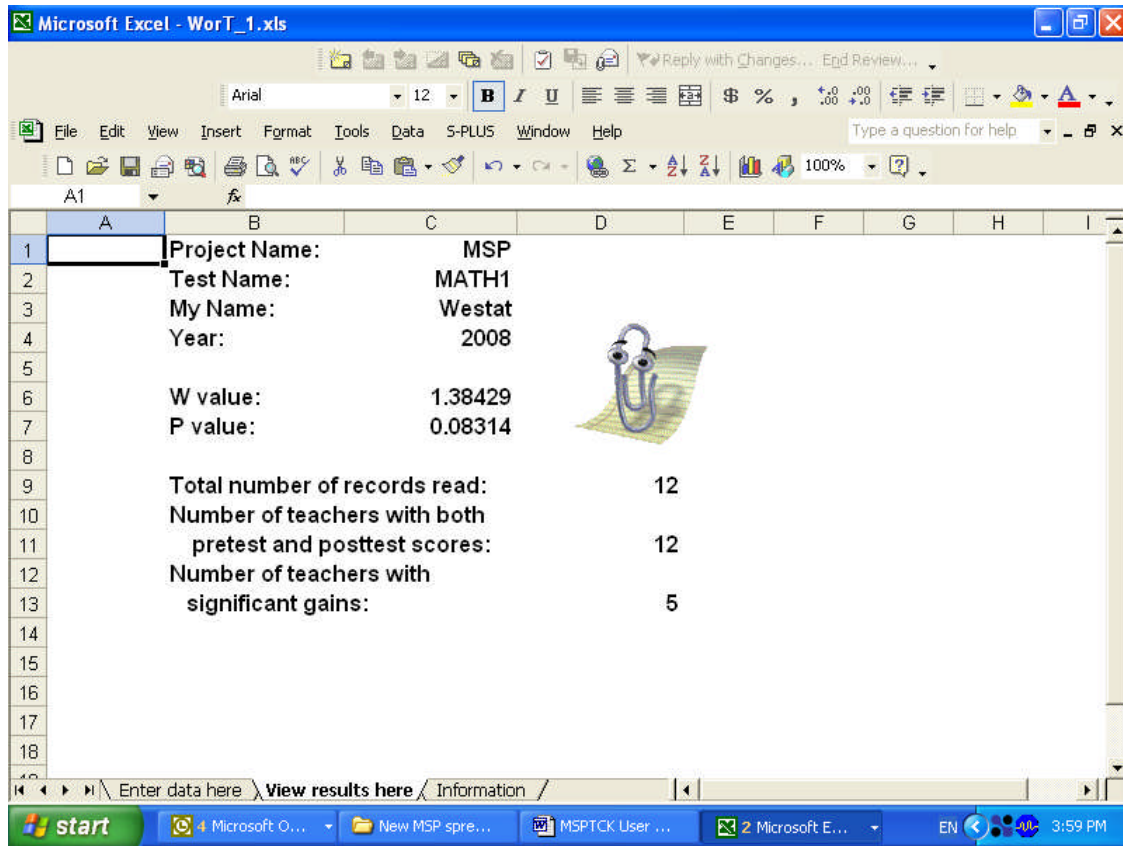 Microsoft Excel - WorT_1.xls
Reply with Changes... End Review...
Arial 12 B I U $ % ,
File Edit View Insert Format Tools Data S-PLUS Window Help Type a question for help
100%
A1 fx
A B C D E F G H I
1 Project Name: MSP
2 Test Name: MATH1
3 My Name: Westat
4 Year: 2008
5
6 W value: 1.38429
7 P value: 0.08314
8
9 Total number of records read: 12
10 Number of teachers with both
11 pretest and posttest scores: 12
12 Number of teachers with
13 significant gains: 5
14
15
16
17
18
Enter data here View results here Information
start 4 Microsoft O... New MSP spre... MSPTCK User ... 2 Microsoft E... EN 3:59 PM